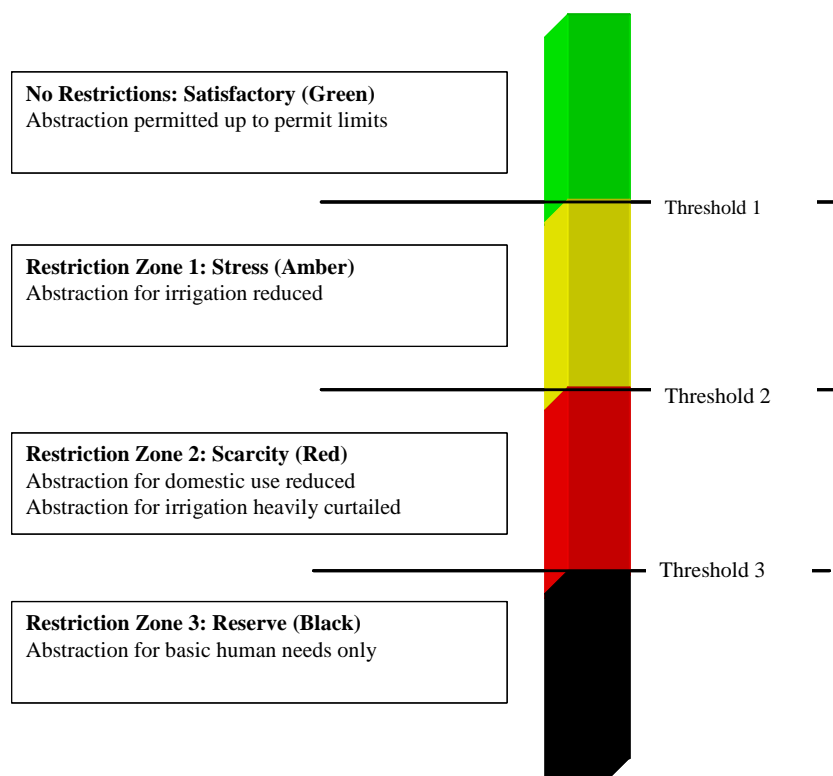 No Restrictions: Satisfactory (Green)
Abstraction permitted up to permit limits
Threshold 1
Restriction Zone 1: Stress (Amber)
Abstraction for irrigation reduced
Threshold 2
Restriction Zone 2: Scarcity (Red)
Abstraction for domestic use reduced
Abstraction for irrigation heavily curtailed
Threshold 3
Restriction Zone 3: Reserve (Black)
Abstraction for basic human needs only